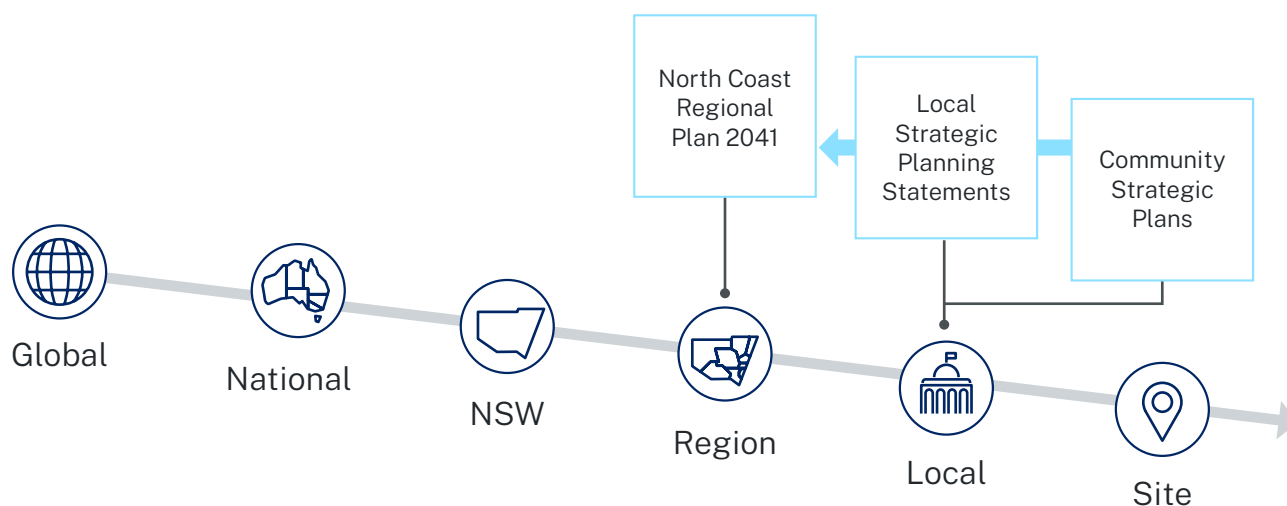 North Coast
Regional
Plan 2041
Local
Strategic
Planning
Statements
Community
Strategic
Plans
Global
National
NSW
Region
Local
Site